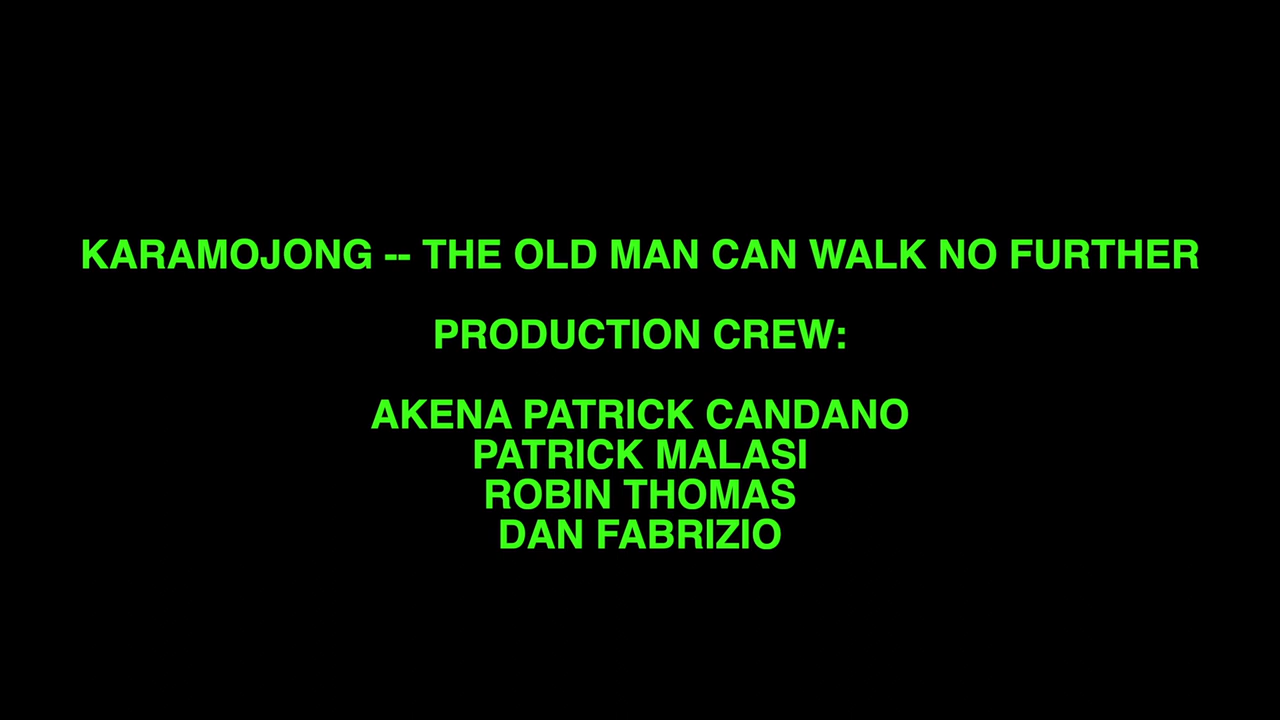 KARAMOJONG -- THE OLD MAN CAN WALK NO FURTHER
PRODUCTION CREW:
AKENA PATRICK CANDANO
PATRICK MALASI
ROBIN THOMAS
DAN FABRIZIO